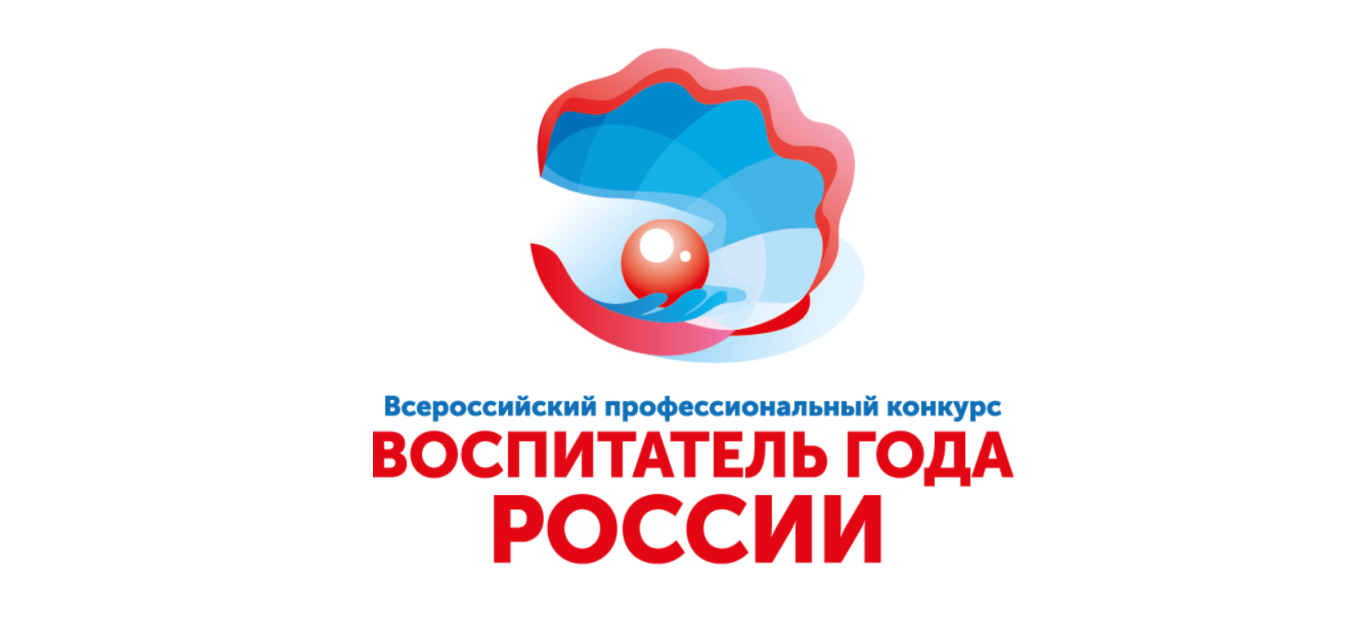 Всероссийский профессиональный конкурс
ВОСПИТАТЕЛЬ ГОДА
РОССИИ